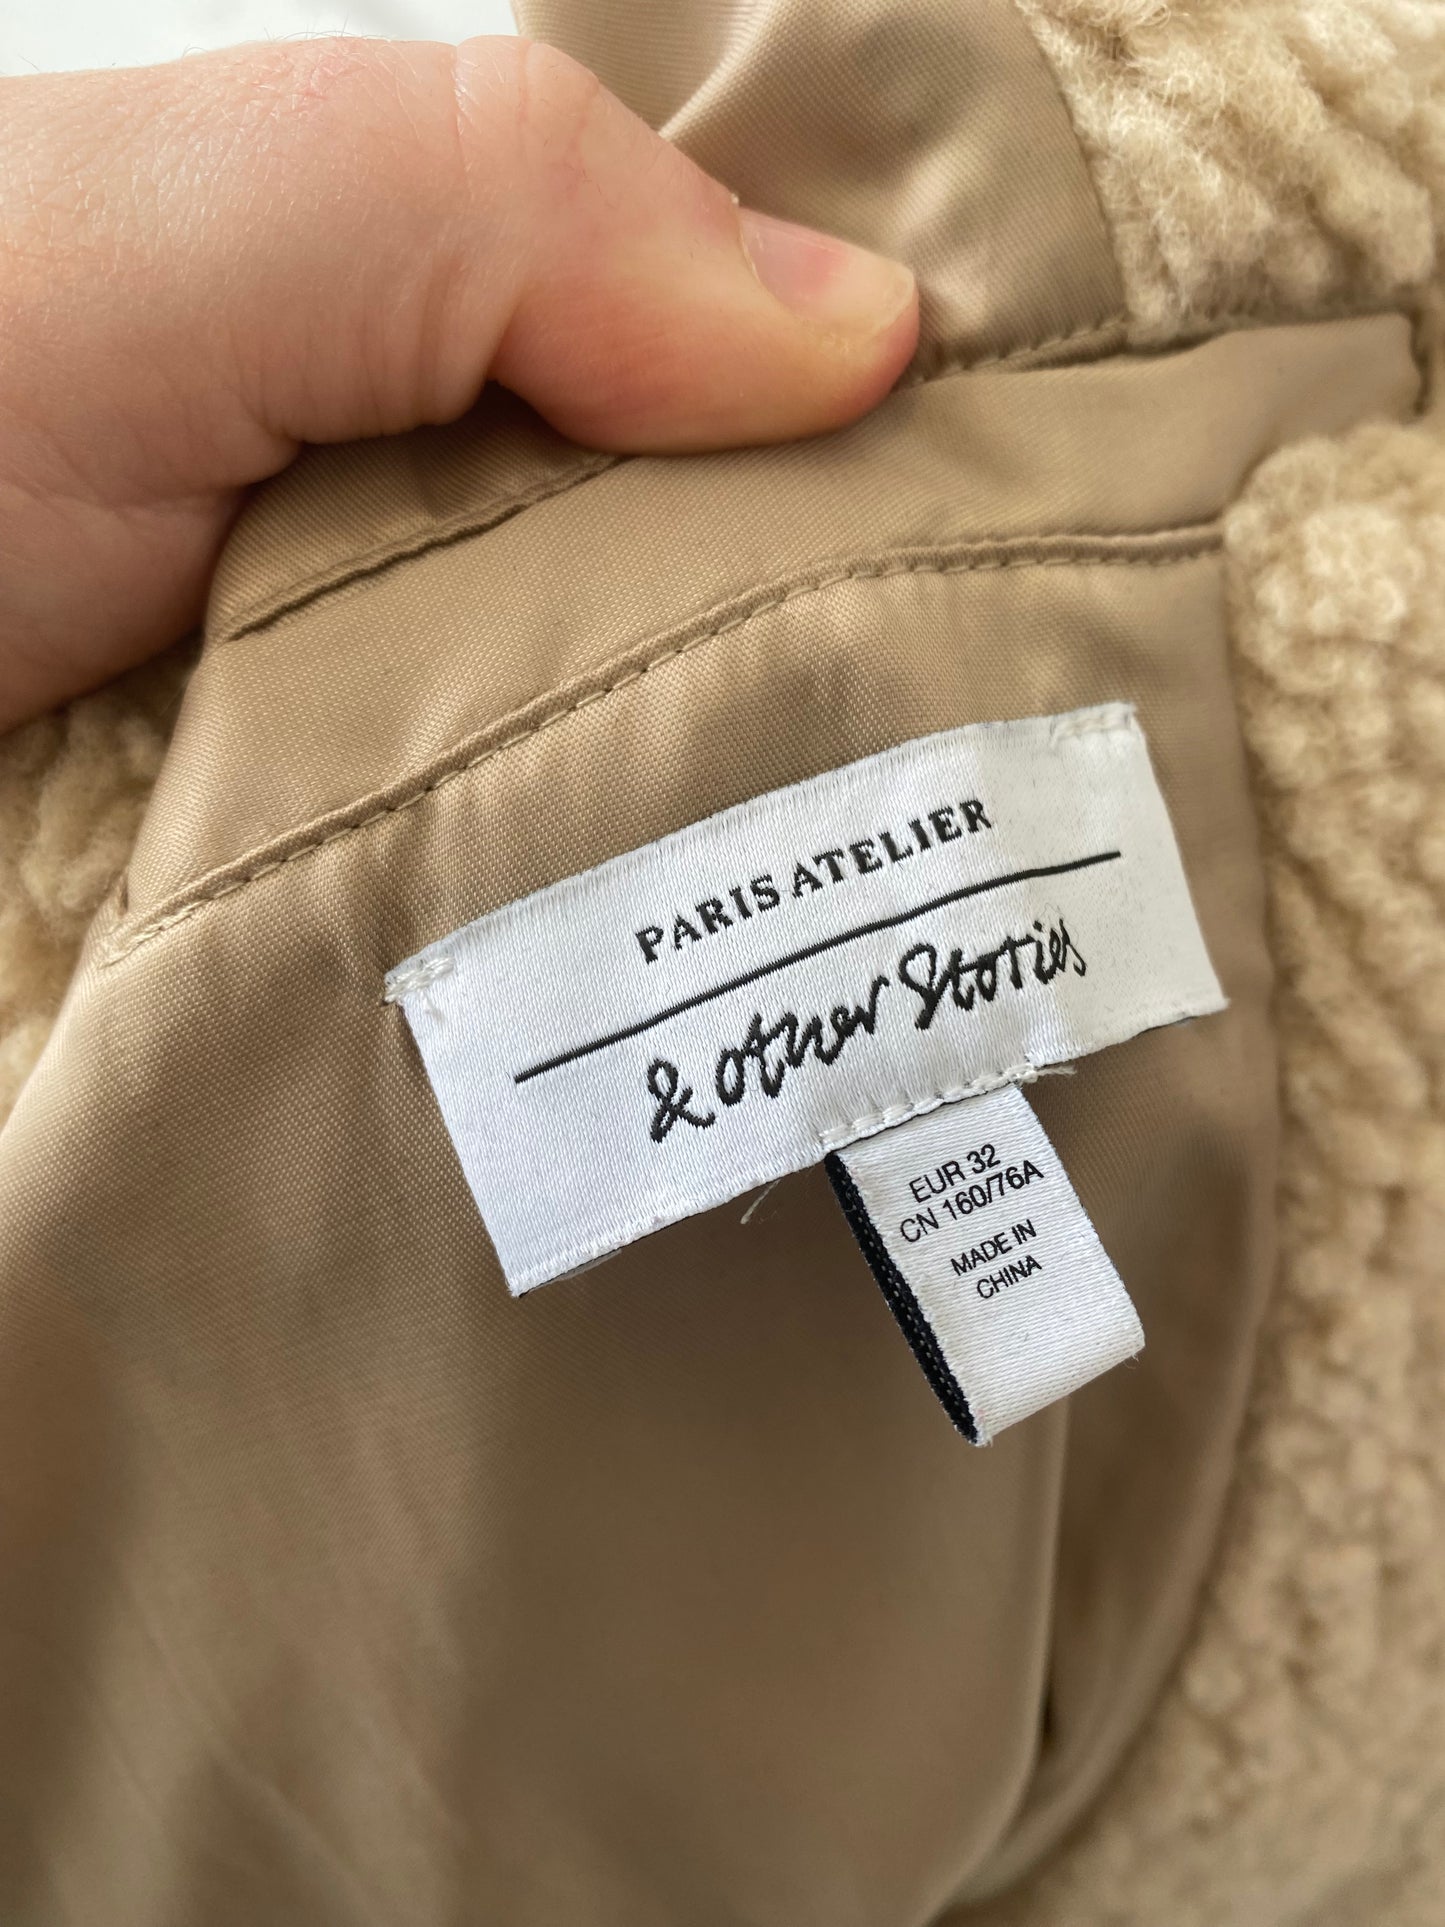 PARIS ATELIER
& other Stories
EUR 32
CN 160/76A
MADE IN
CHINA